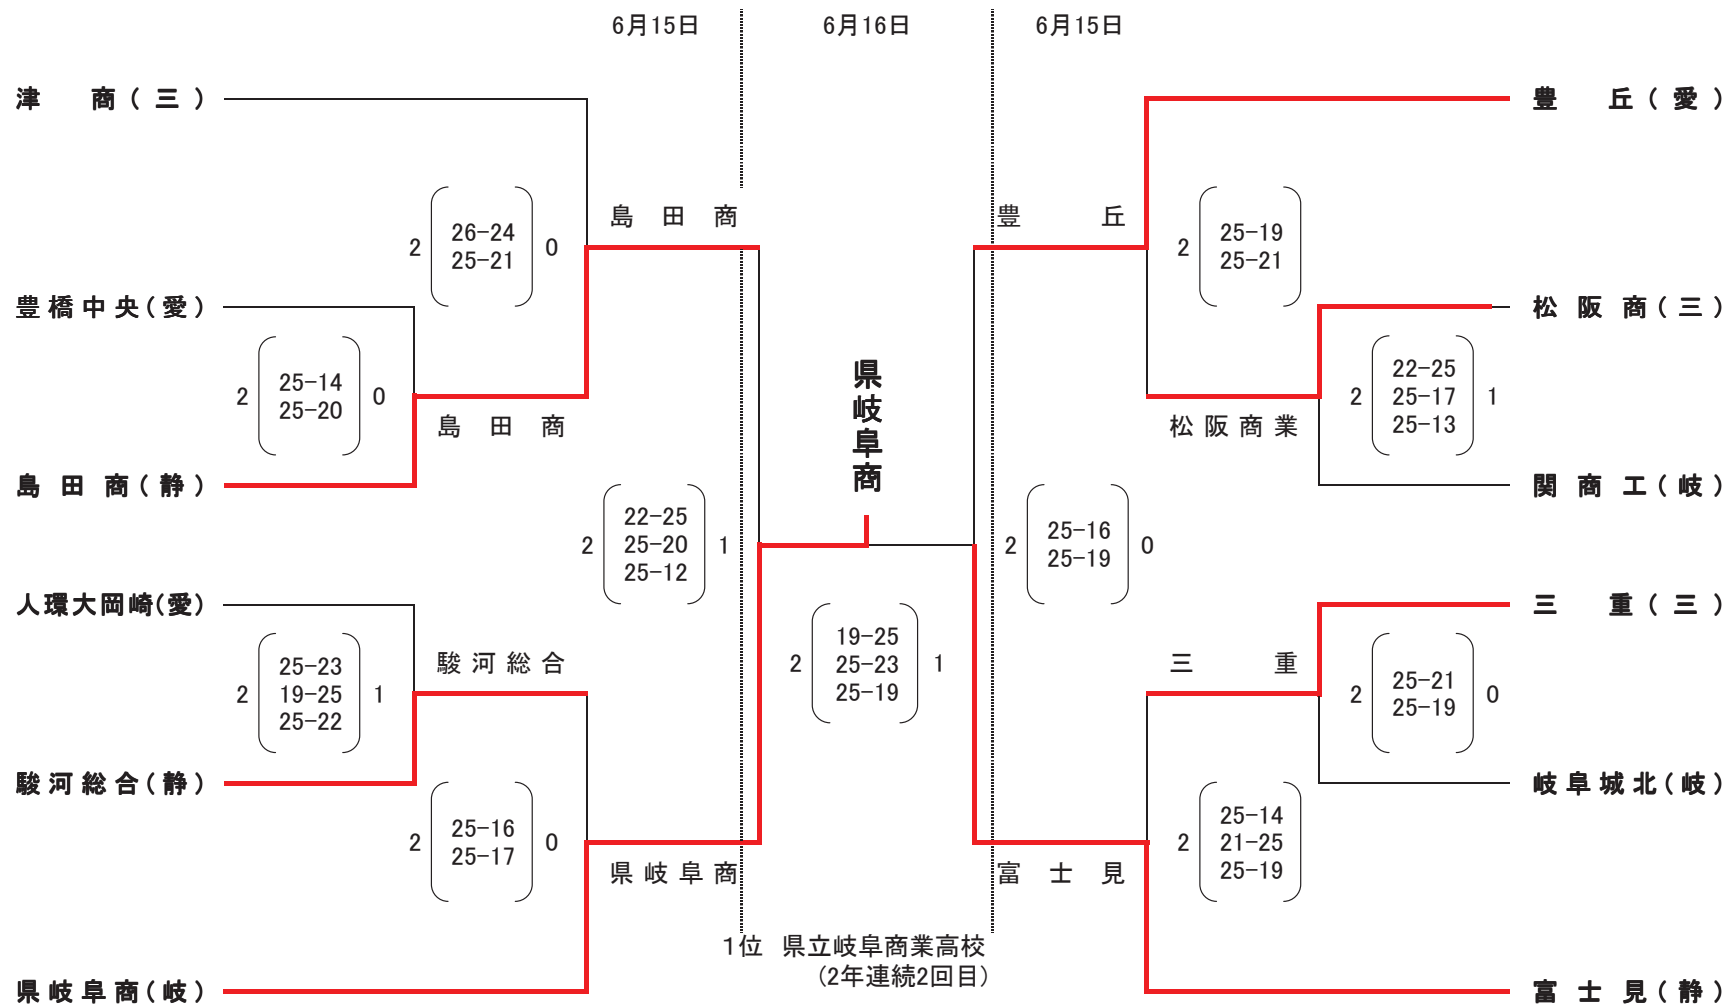 6月15日
6月16日
6月15日
津 商(三)
豊 丘(愛)
島田商
豊 丘
2
26-24
25-21
0
2
25-19
25-21
豊橋中央(愛)
松阪商(三)
2
25-14
25-20
0
島田商
県岐阜商
松阪商業
2
22-25
25-17
25-13
1
島田商(静)
関商工(岐)
2
22-25
25-20
25-12
1
2
25-16
25-19
0
人環大岡崎(愛)
三 重(三)
2
25-23
19-25
25-22
1
駿河総合
2
19-25
25-23
25-19
1
三 重
2
25-21
25-19
0
駿河総合(静)
岐阜城北(岐)
2
25-16
25-17
0
2
25-14
21-25
25-19
県岐阜商
富士見
1位 県立岐阜商業高校
(2年連続2回目)
県岐阜商(岐)
富士見(静)